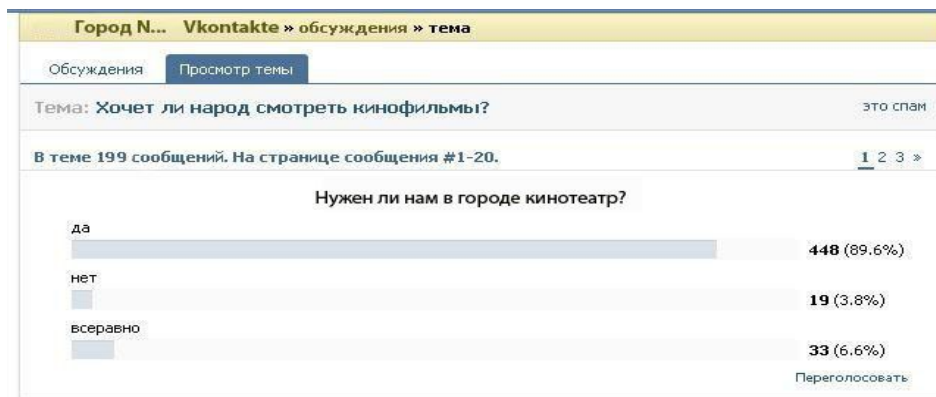 Город N... Vkontakte » обсуждения » тема
Обсуждения Просмотр темы
Тема: Хочет ли народ смотреть кинофильмы? это спам
В теме 199 сообщений. На странице сообщения #1-20. 1 2 3 »
Нужен ли нам в городе кинотеатр?
да
448 (89.6%)
нет
19 (3.8%)
всеравно
33 (6.6%)
Переголосовать